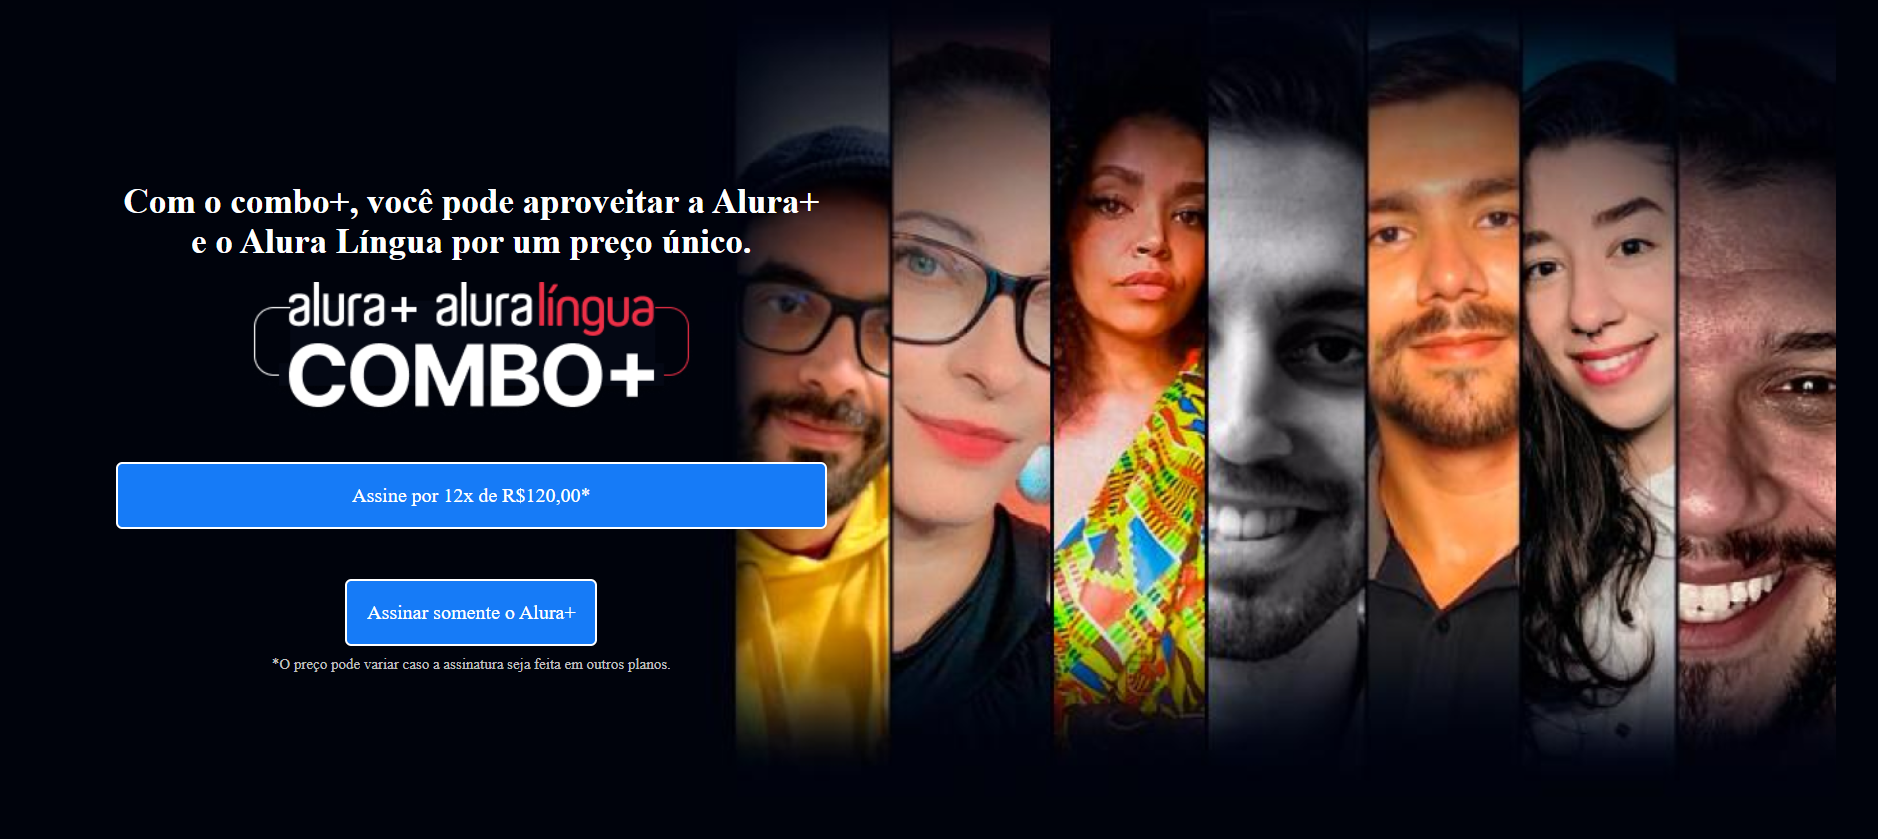 Com o combo+, você pode aproveitar a Alura+
e o Alura Língua por um preço único.
alura+ aluralíngua
COMBO+
Assine por 12x de R$120,00*
Assinar somente o Alura+
*O preço pode variar caso a assinatura seja feita em outros planos.